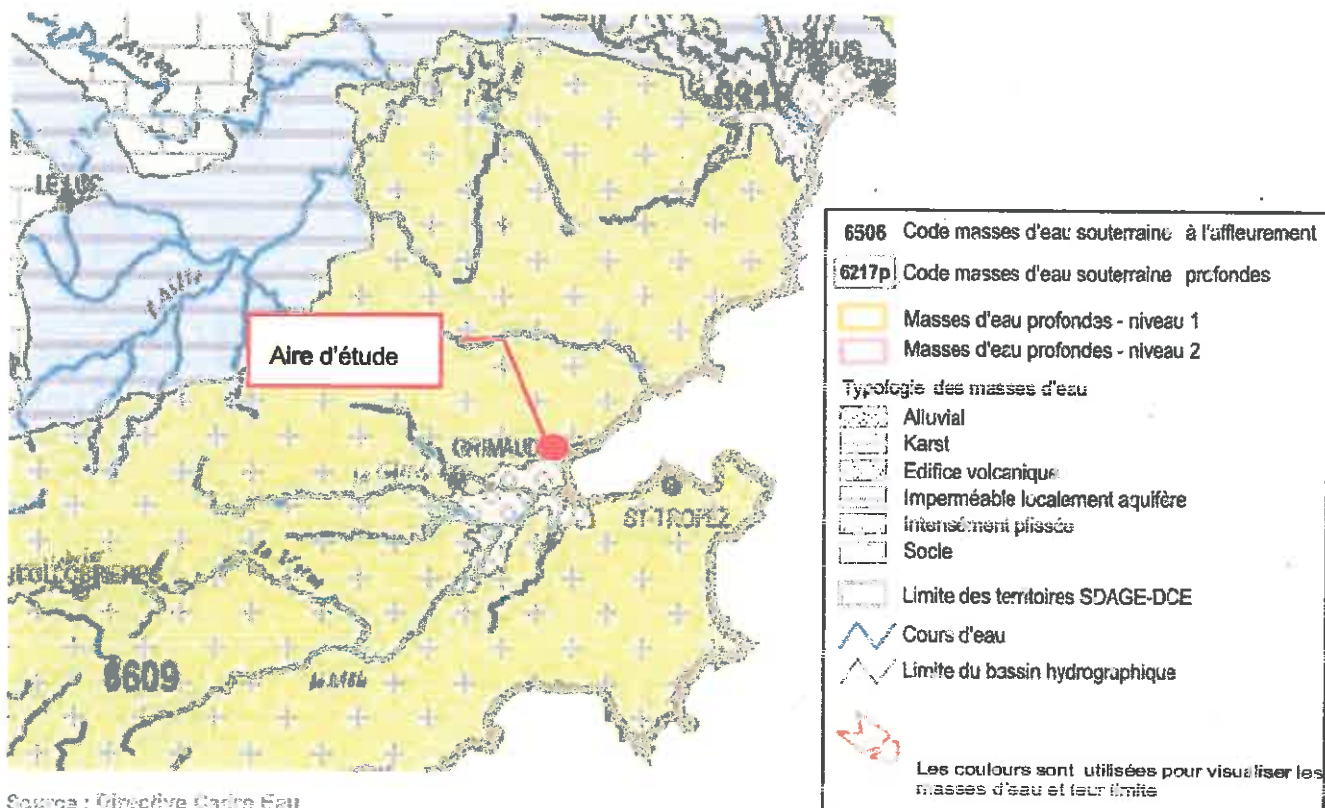 LE LUC
Aire d'étude
GRIMAUD
ST-TROPEZ
6609
Source : Directive Cadre Eau
6506 Code masses d'eau souterraine à l'affleurement
6217p Code masses d'eau souterraine profondes
Masses d'eau profondes - niveau 1
Masses d'eau profondes - niveau 2
Typologie des masses d'eau
Alluvial
Karst
Edifice volcanique
Imperméable localement aquifère
Intensément plissée
Socle
Limite des territoires SDAGE-DCE
Cours d'eau
Limite du bassin hydrographique
Les coulours sont utilisées pour visualiser les
masses d'eau et leur limite